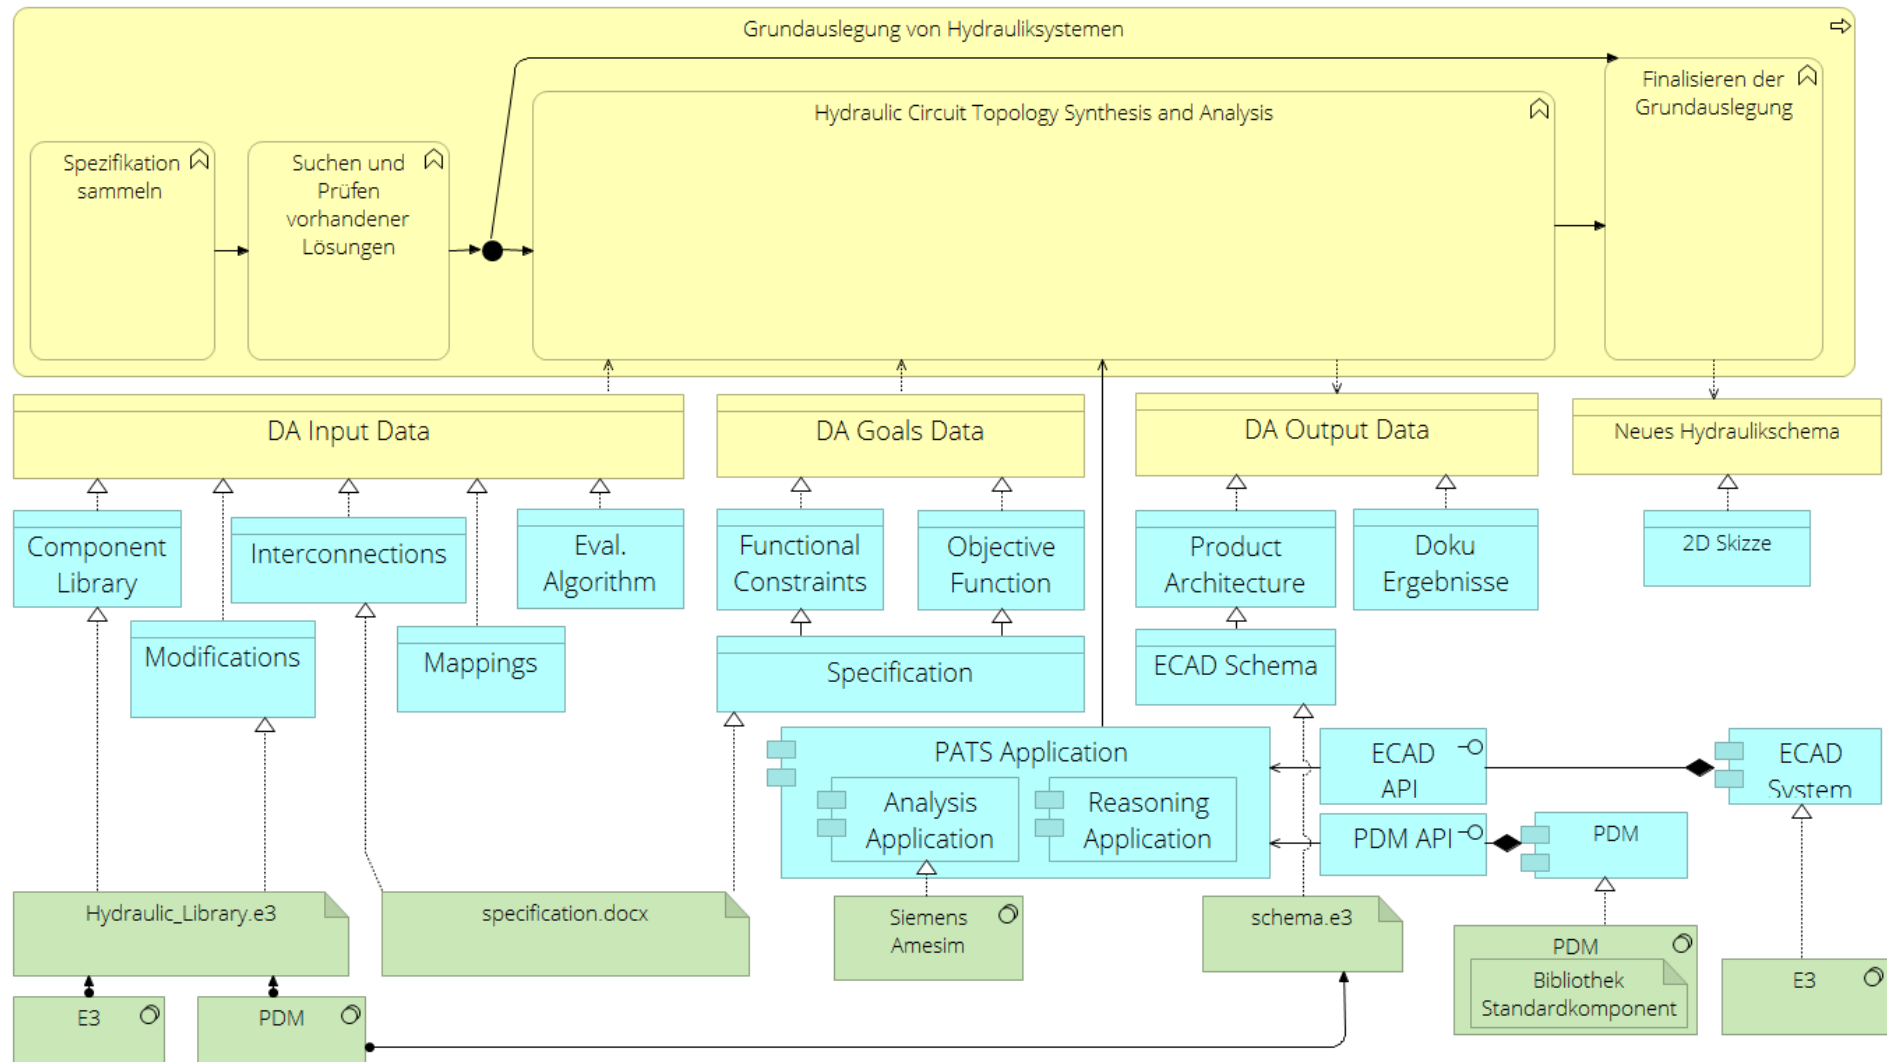 Grundauslegung von Hydrauliksystemen
Spezifikation
sammeln
Suchen und
Prüfen
vorhandener
Lösungen
Hydraulic Circuit Topology Synthesis and Analysis
Finalisieren der
Grundauslegung
DA Input Data
DA Goals Data
DA Output Data
Neues Hydraulikschema
Component
Library
Interconnections
Eval.
Algorithm
Functional
Constraints
Objective
Function
Product
Architecture
Doku
Ergebnisse
2D Skizze
Modifications
Mappings
Specification
ECAD Schema
PATS Application
Analysis
Application
Reasoning
Application
ECAD
API
ECAD
System
PDM API
PDM
Hydraulic_Library.e3
specification.docx
Siemens
Amesim
schema.e3
PDM
Bibliothek
Standardkomponent
E3
E3
PDM